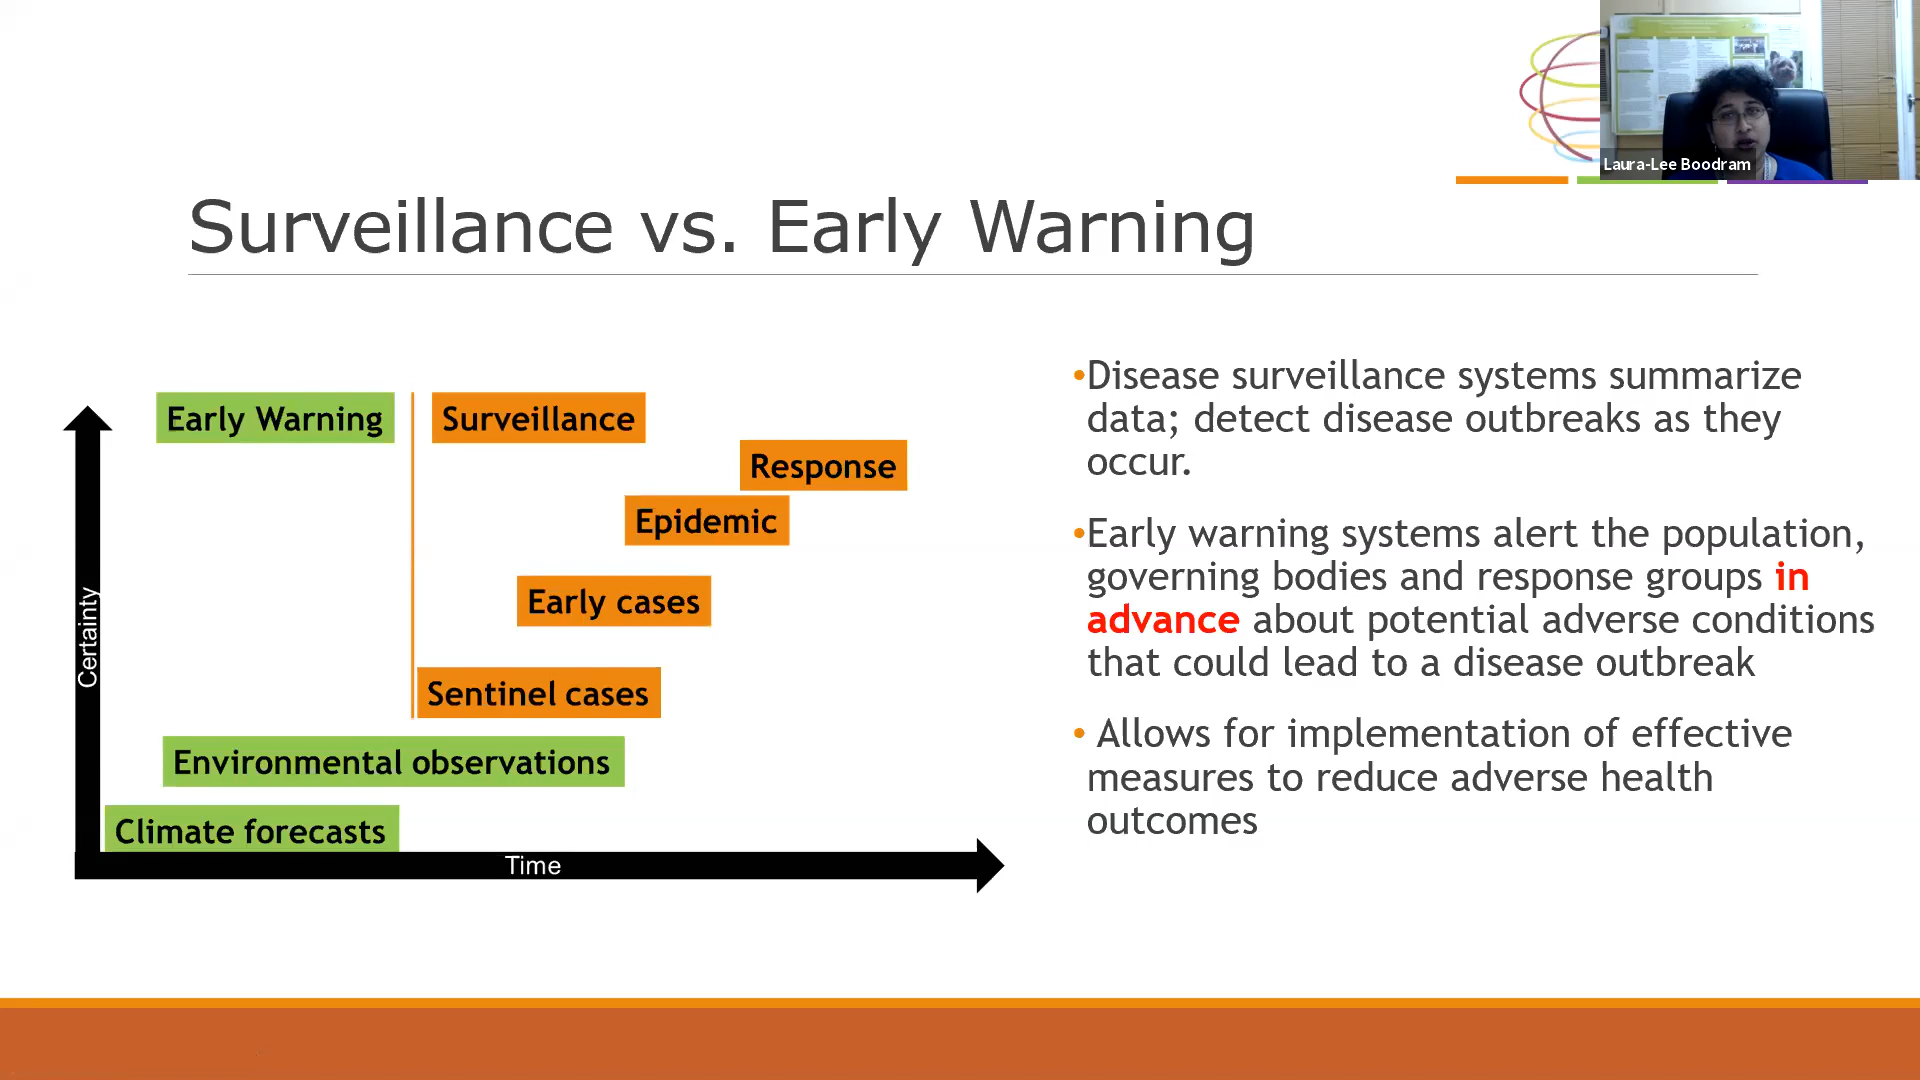 Laura-Lee Boodram
Surveillance vs. Early Warning
Early Warning
Surveillance
Response
Epidemic
Early cases
Sentinel cases
Environmental observations
Climate forecasts
Certainty
Time
•Disease surveillance systems summarize
data; detect disease outbreaks as they
occur.
•Early warning systems alert the population,
governing bodies and response groups in
advance about potential adverse conditions
that could lead to a disease outbreak
• Allows for implementation of effective
measures to reduce adverse health
outcomes